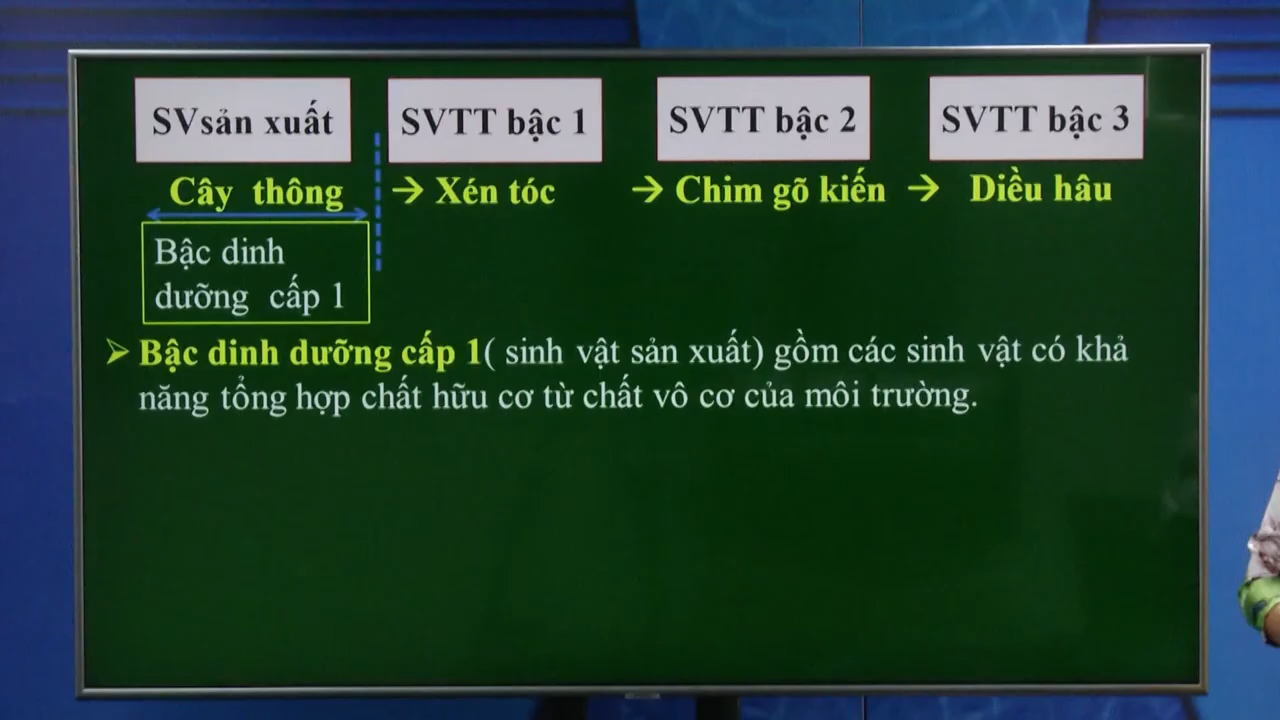 SVsản xuất SVTT bậc 1 SVTT bậc 2 SVTT bậc 3
Cây thông → Xén tóc → Chim gõ kiến → Diều hâu
Bậc dinh
dưỡng cấp 1
➢ Bậc dinh dưỡng cấp 1( sinh vật sản xuất) gồm các sinh vật có khả
năng tổng hợp chất hữu cơ từ chất vô cơ của môi trường.